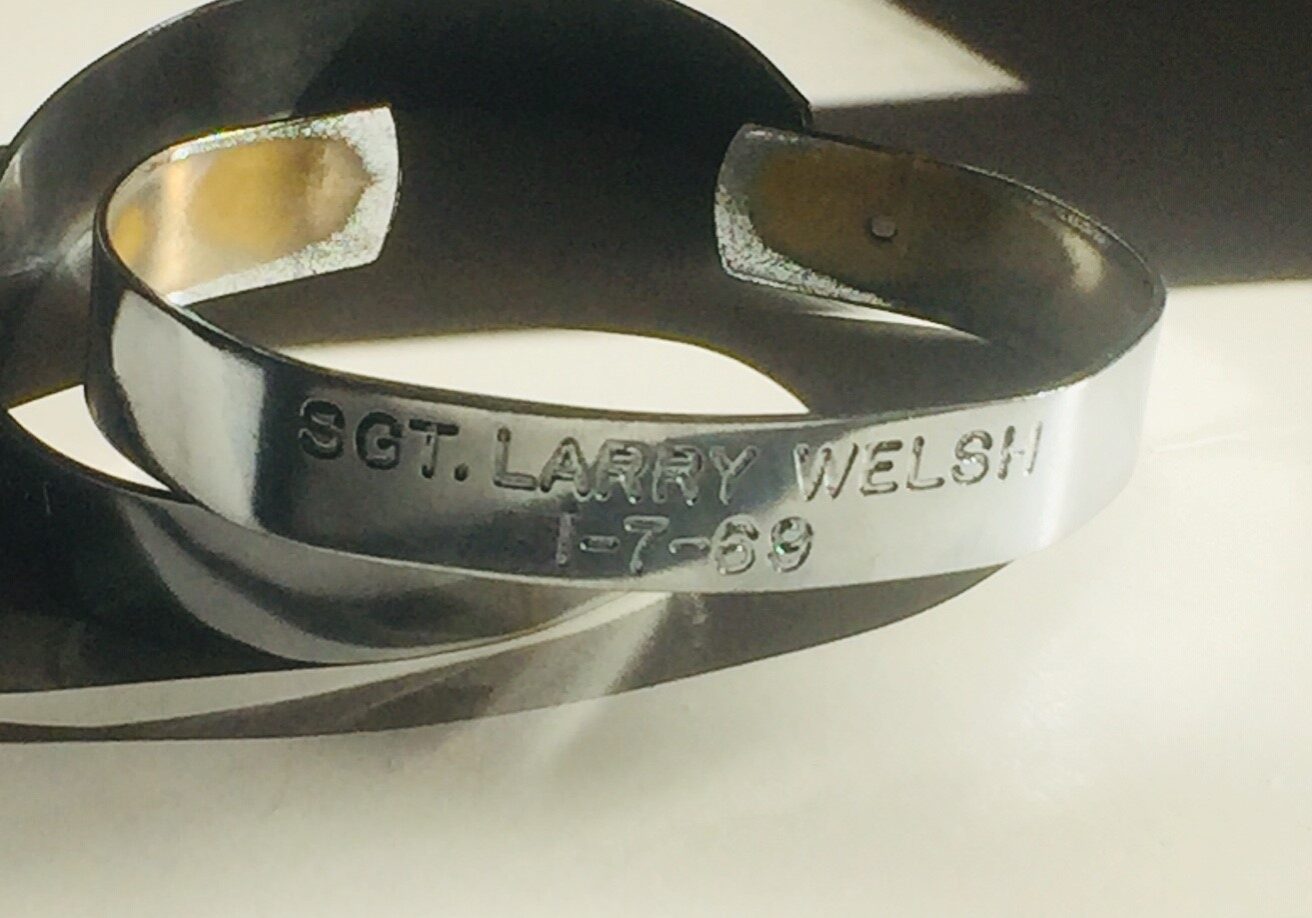 SGT. LARRY WELSH
1-7-69